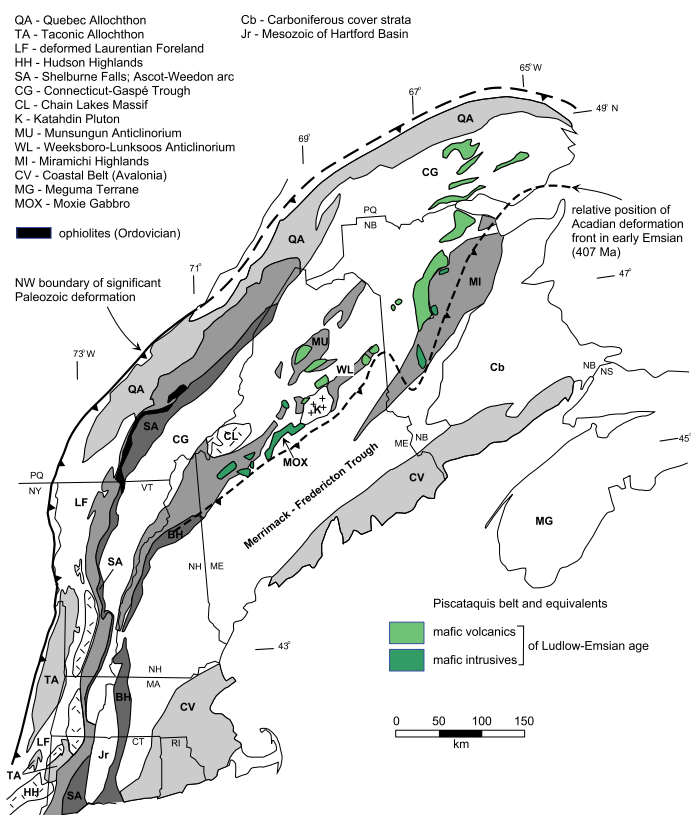 QA - Quebec Allochthon
TA - Taconic Allochthon
LF - deformed Laurentian Foreland
HH - Hudson Highlands
SA - Shelburne Falls; Ascot-Weedon arc
CG - Connecticut-Gaspé Trough
CL - Chain Lakes Massif
K - Katahdin Pluton
MU - Munsungun Anticlinorium
WL - Weeksboro-Lunksoos Anticlinorium
MI - Miramichi Highlands
CV - Coastal Belt (Avalonia)
MG - Meguma Terrane
MOX - Moxie Gabbro
Cb - Carboniferous cover strata
Jr - Mesozoic of Hartford Basin
ophiolites (Ordovician)
NW boundary of significant
Paleozoic deformation
65° W
67°
49° N
69°
QA
CG
PQ
NB
relative position of
Acadian deformation
front in early Emsian
(407 Ma)
QA
71°
47°
MI
73° W
MU
WL
Cb
NB
NS
QA
K
SA
CG
CL
MOX
ME
NB
45°
PQ
NY
VT
LF
Merrimack - Fredericton Trough
CV
MG
BH
SA
NH
ME
Piscataquis belt and equivalents
mafic volcanics
mafic intrusives
of Ludlow-Emsian age
43°
NH
MA
TA
BH
CV
0
50
100
150
km
LF
Jr
CT
RI
TA
HH
SA